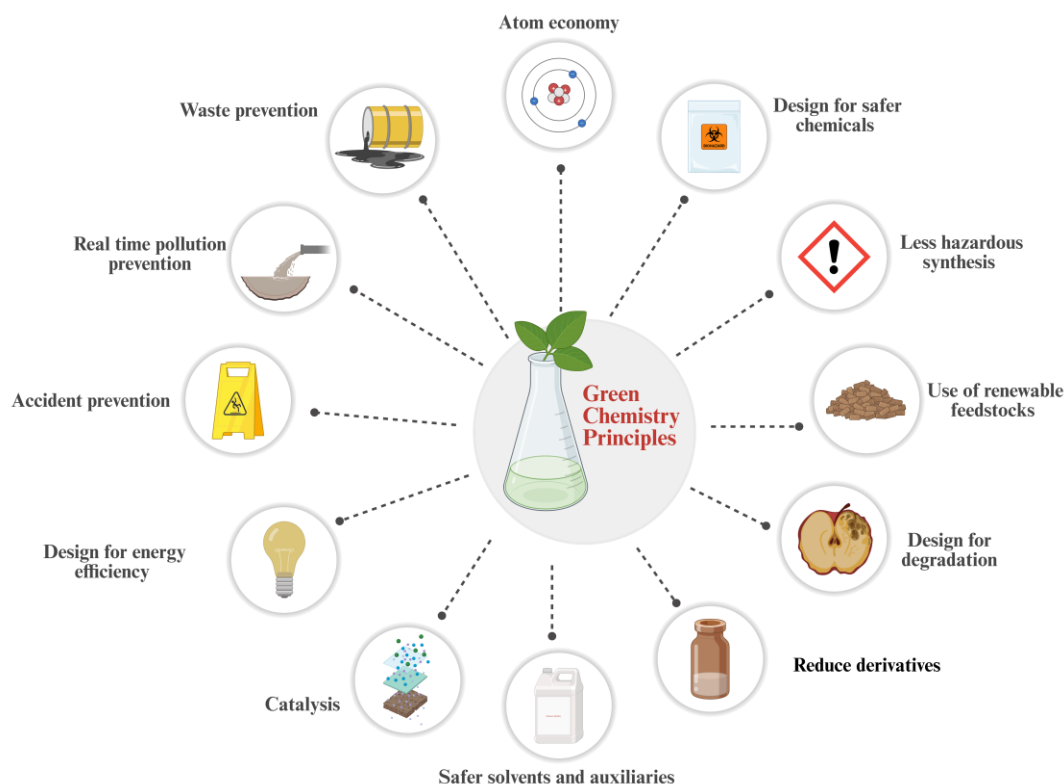 Atom economy
Design for safer
chemicals
Less hazardous
synthesis
Use of renewable
feedstocks
Design for
degradation
Reduce derivatives
Safer solvents and auxiliaries
Catalysis
Design for energy
efficiency
Accident prevention
Real time pollution
prevention
Waste prevention
Green
Chemistry
Principles
BIOHAZARD